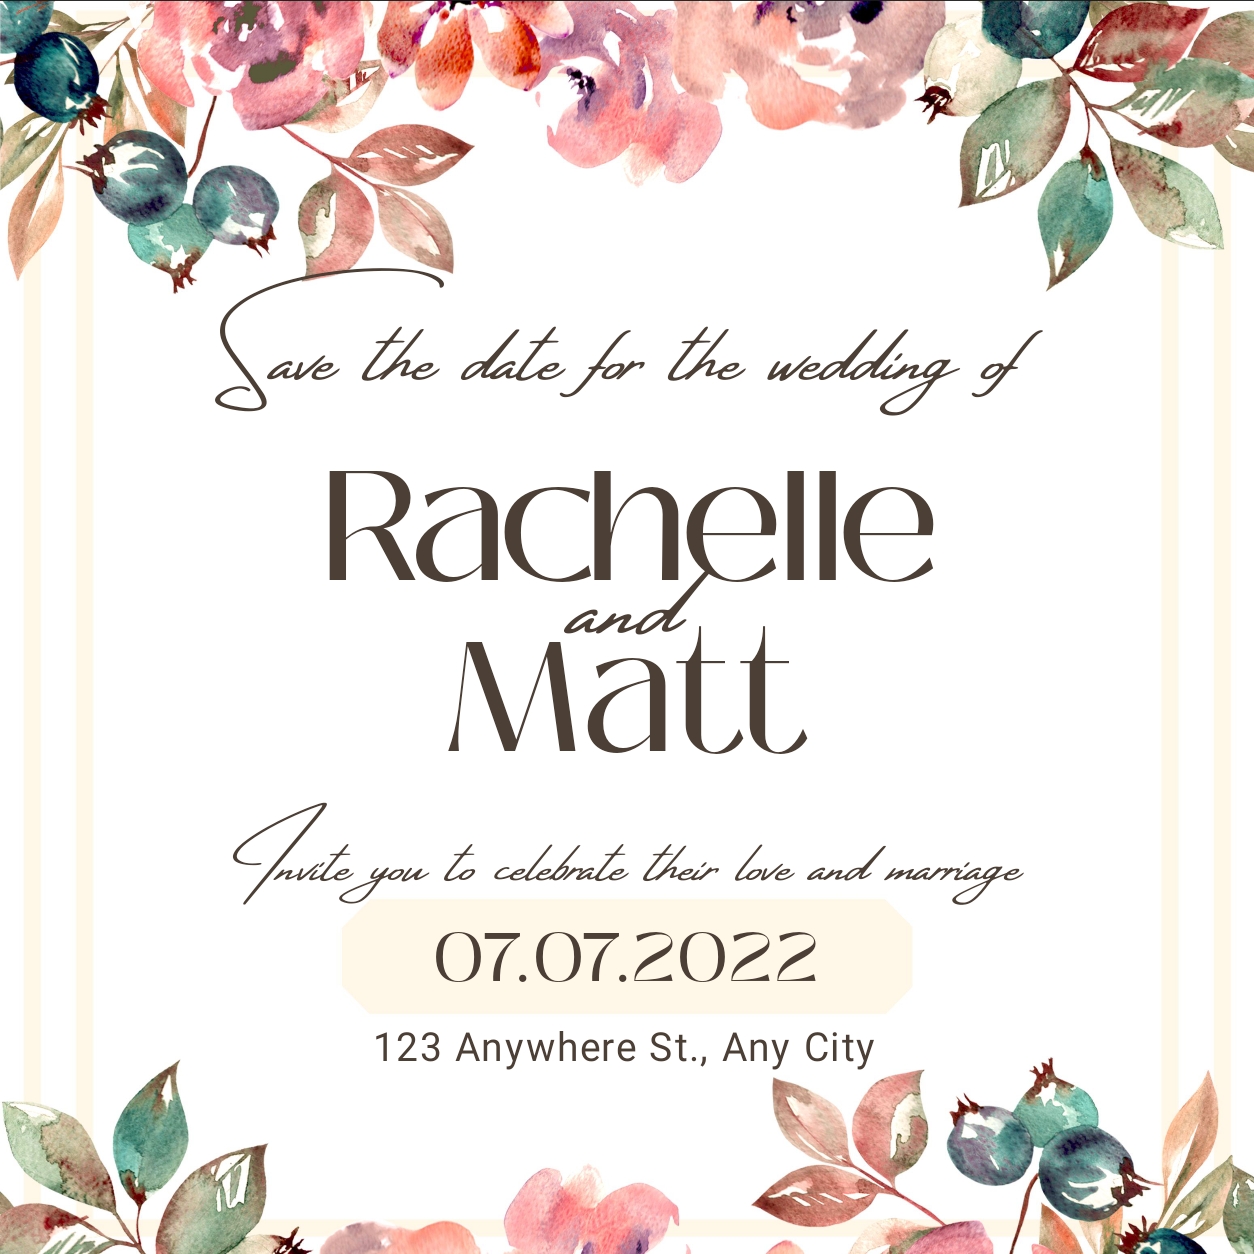 Save the date for the wedding of
Rachelle
and
Matt
Invite you to celebrate their love and marriage
07.07.2022
123 Anywhere St., Any City